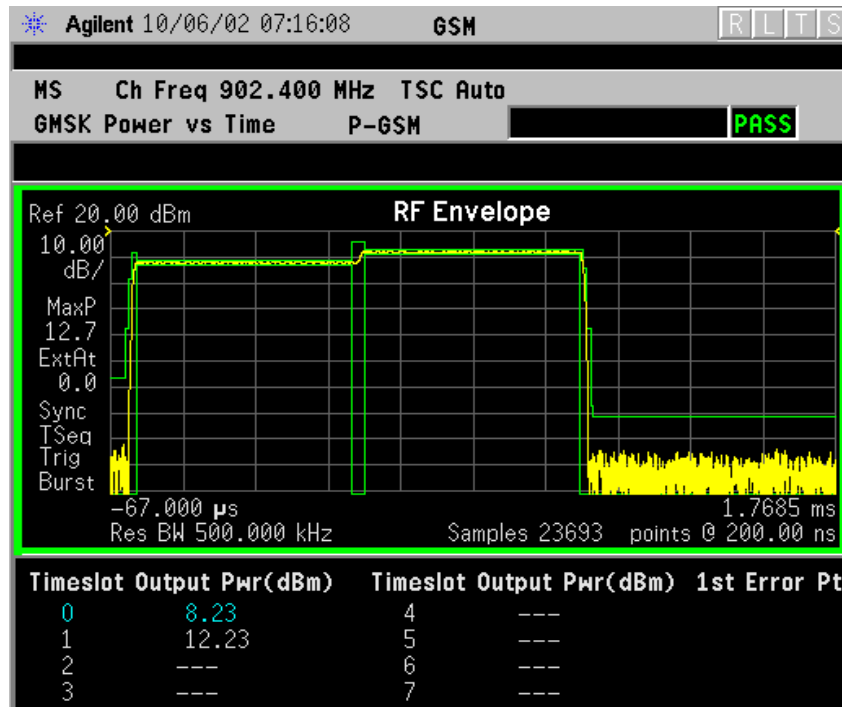 Agilent 10/06/02 07:16:08 GSM R L T S
MS Ch Freq 902.400 MHz TSC Auto
GMSK Power vs Time P-GSM PASS
Ref 20.00 dBm RF Envelope
10.00
dB/
MaxP
12.7
ExtAt
0.0
Sync
TSeq
Trig
Burst
-67.000 µs 1.7685 ms
Res BW 500.000 kHz Samples 23693 points @ 200.00 ns
Timeslot Output Pwr(dBm) Timeslot Output Pwr(dBm) 1st Error Pt
0 8.23 4 ---
1 12.23 5 ---
2 --- 6 ---
3 --- 7 ---